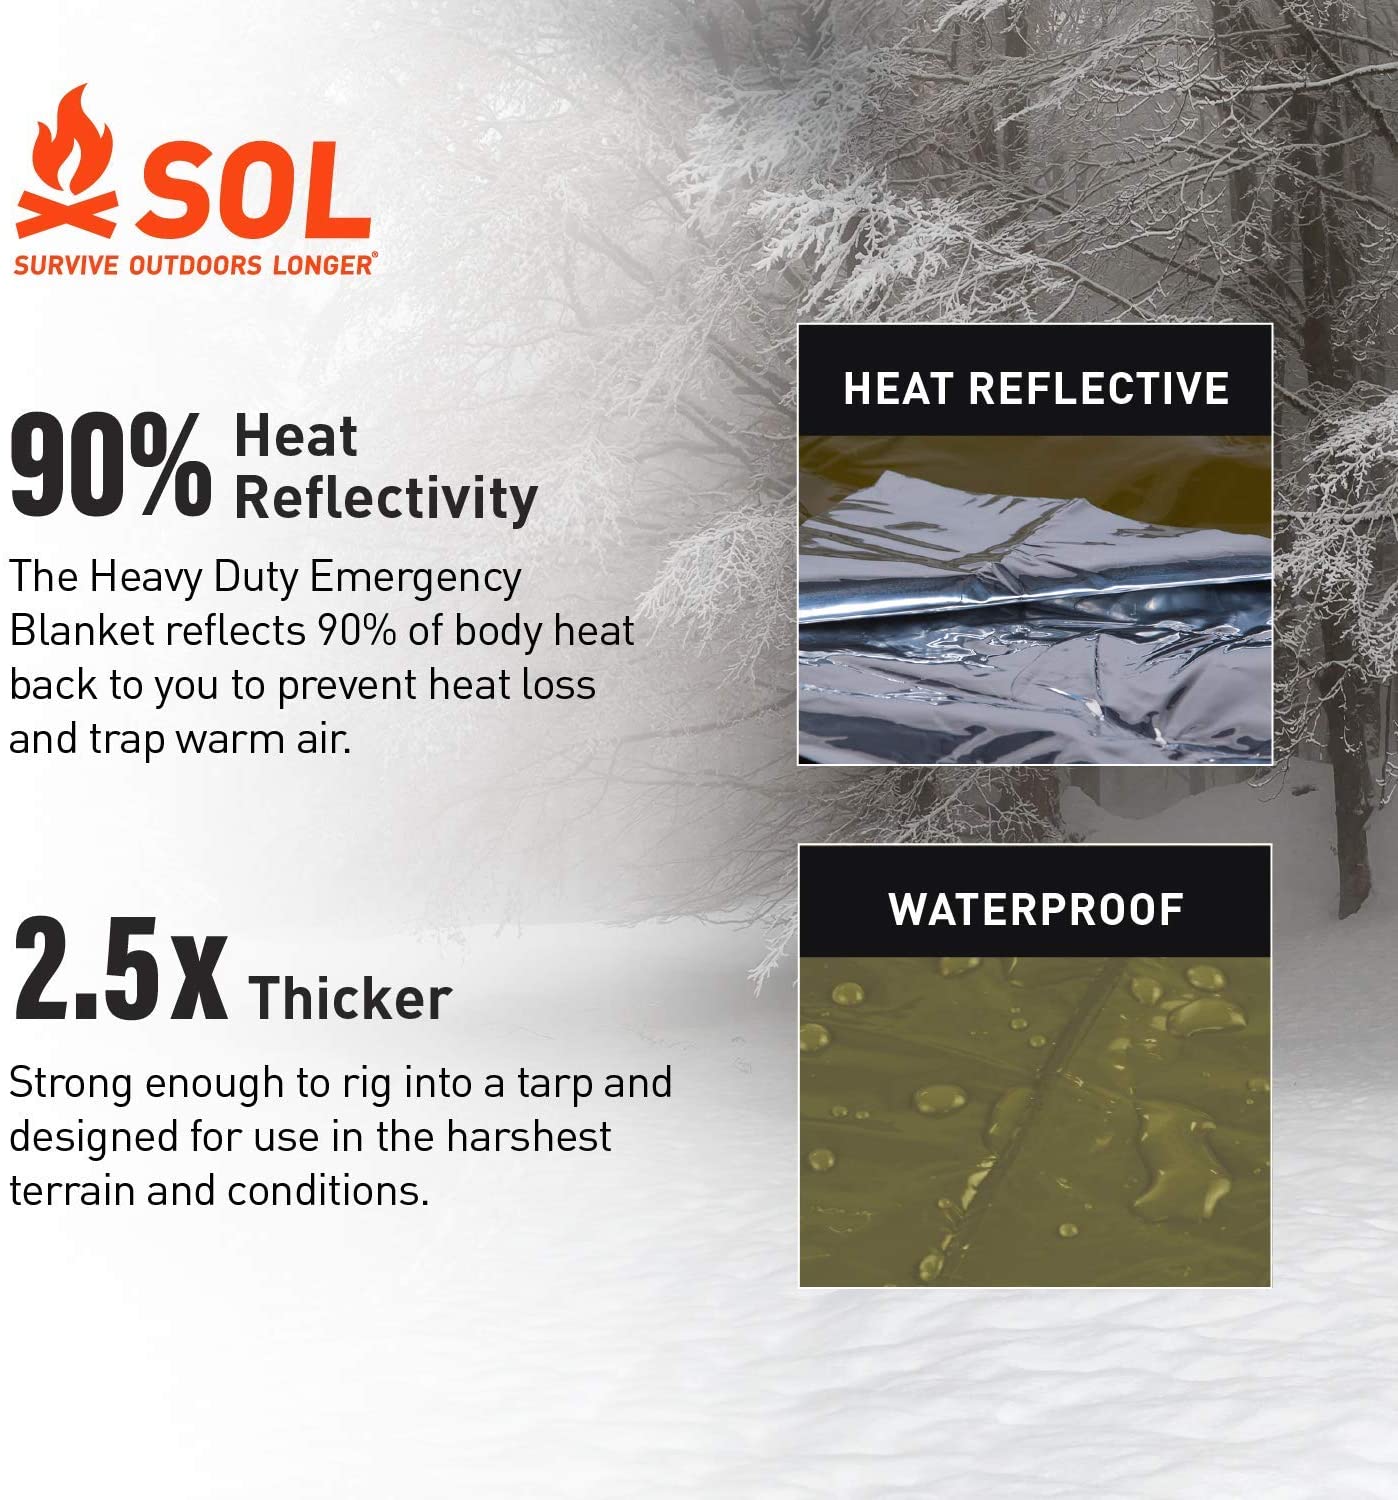 SOL
SURVIVE OUTDOORS LONGER®
90% Heat
Reflectivity
The Heavy Duty Emergency
Blanket reflects 90% of body heat
back to you to prevent heat loss
and trap warm air.
HEAT REFLECTIVE
2.5x Thicker
Strong enough to rig into a tarp and
designed for use in the harshest
terrain and conditions.
WATERPROOF